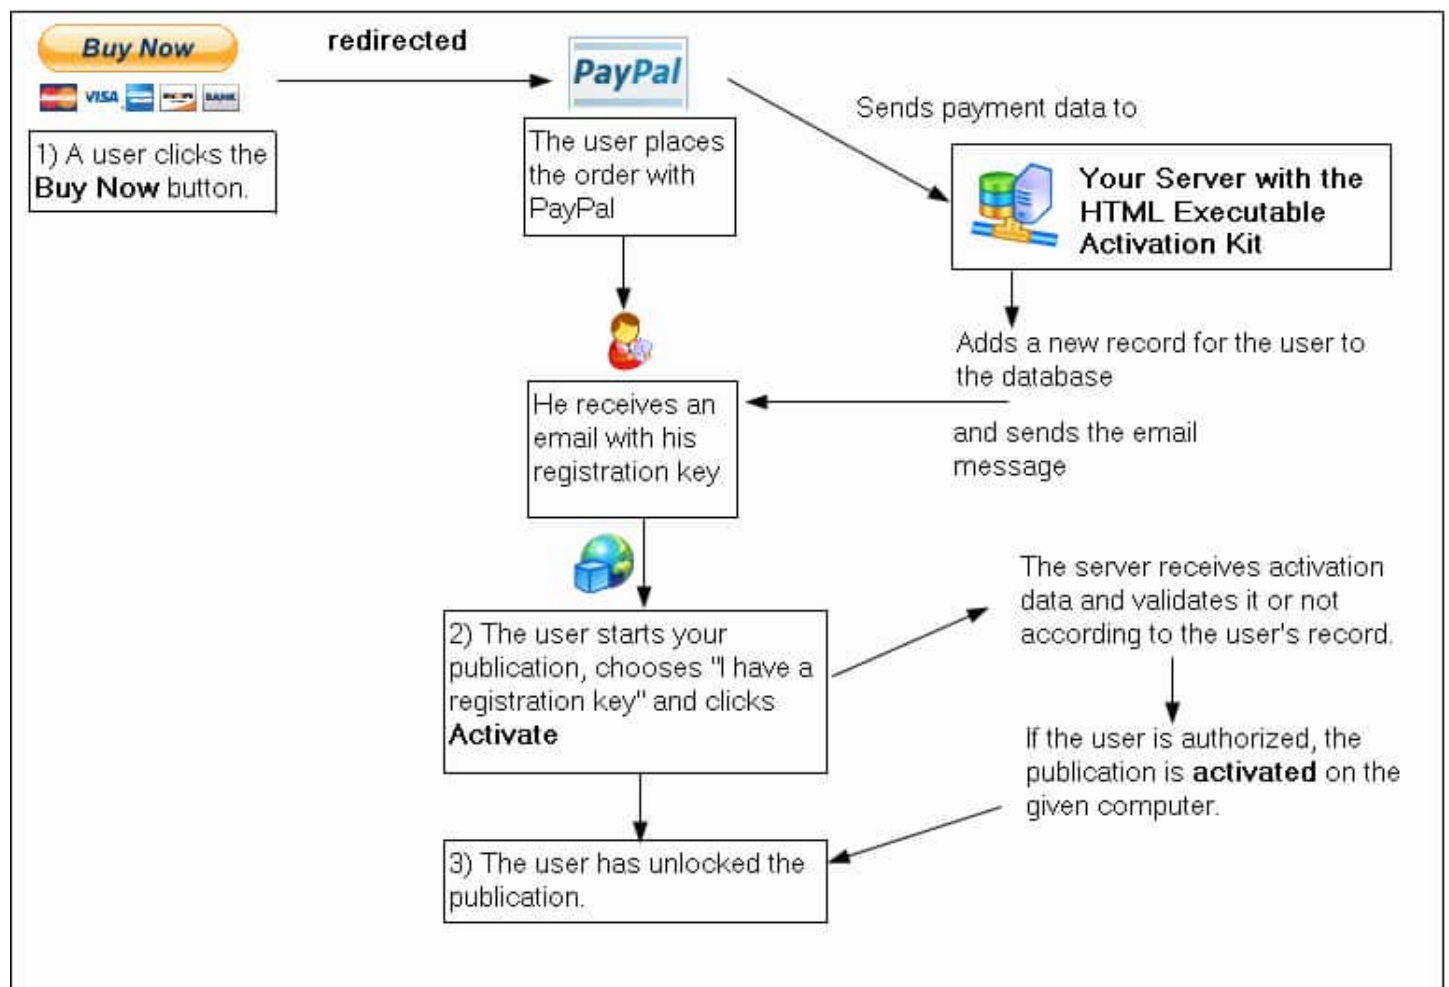 Buy Now
redirected
PayPal
VISA
BANK
Sends payment data to
1) A user clicks the
Buy Now button.
The user places
the order with
PayPal
Your Server with the
HTML Executable
Activation Kit
Adds a new record for the user to
the database
He receives an
email with his
registration key
and sends the email
message
The server receives activation
data and validates it or not
according to the user's record.
2) The user starts your
publication, chooses "I have a
registration key" and clicks
Activate
If the user is authorized, the
publication is activated on the
given computer.
3) The user has unlocked the
publication.